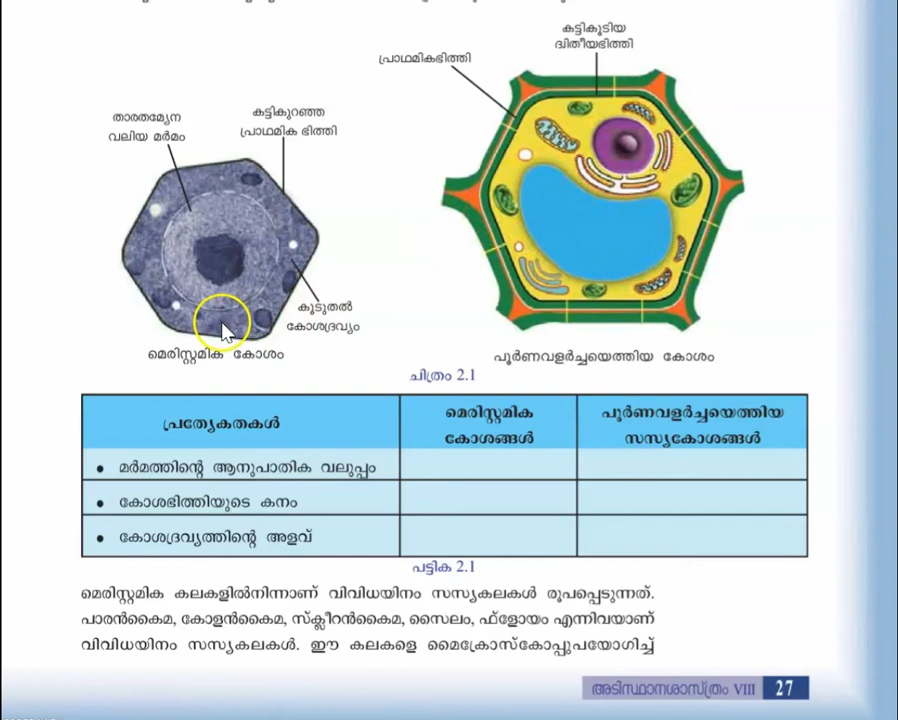 കട്ടികൂടിയ
ദ്വിതീയഭിത്തി
പ്രാഥമികഭിത്തി
താരതമ്യേന
വലിയ മർമം
കട്ടികുറഞ്ഞ
പ്രാഥമിക ഭിത്തി
കൂടുതൽ
കോശദ്രവ്യം
മെരിസ്റ്റമിക കോശം
പൂർണവളർച്ചയെത്തിയ കോശം
ചിത്രം 2.1
പ്രത്യേകതകൾ
മെരിസ്റ്റമിക
കോശങ്ങൾ
പൂർണവളർച്ചയെത്തിയ
സസ്യകോശങ്ങൾ
• മർമത്തിന്റെ ആനുപാതിക വലുപ്പം
• കോശഭിത്തിയുടെ കനം
• കോശദ്രവ്യത്തിന്റെ അളവ്
പട്ടിക 2.1
മെരിസ്റ്റമിക കലകളിൽനിന്നാണ് വിവിധയിനം സസ്യകലകൾ രൂപപ്പെടുന്നത്.
പാരൻകൈമ, കോളൻകൈമ, സ്ക്ലീറൻകൈമ, സൈലം, ഫ്ളോയം എന്നിവയാണ്
വിവിധയിനം സസ്യകലകൾ. ഈ കലകളെ മൈക്രോസ്കോപ്പുപയോഗിച്ച്
അടിസ്ഥാനശാസ്ത്രം VIII 27